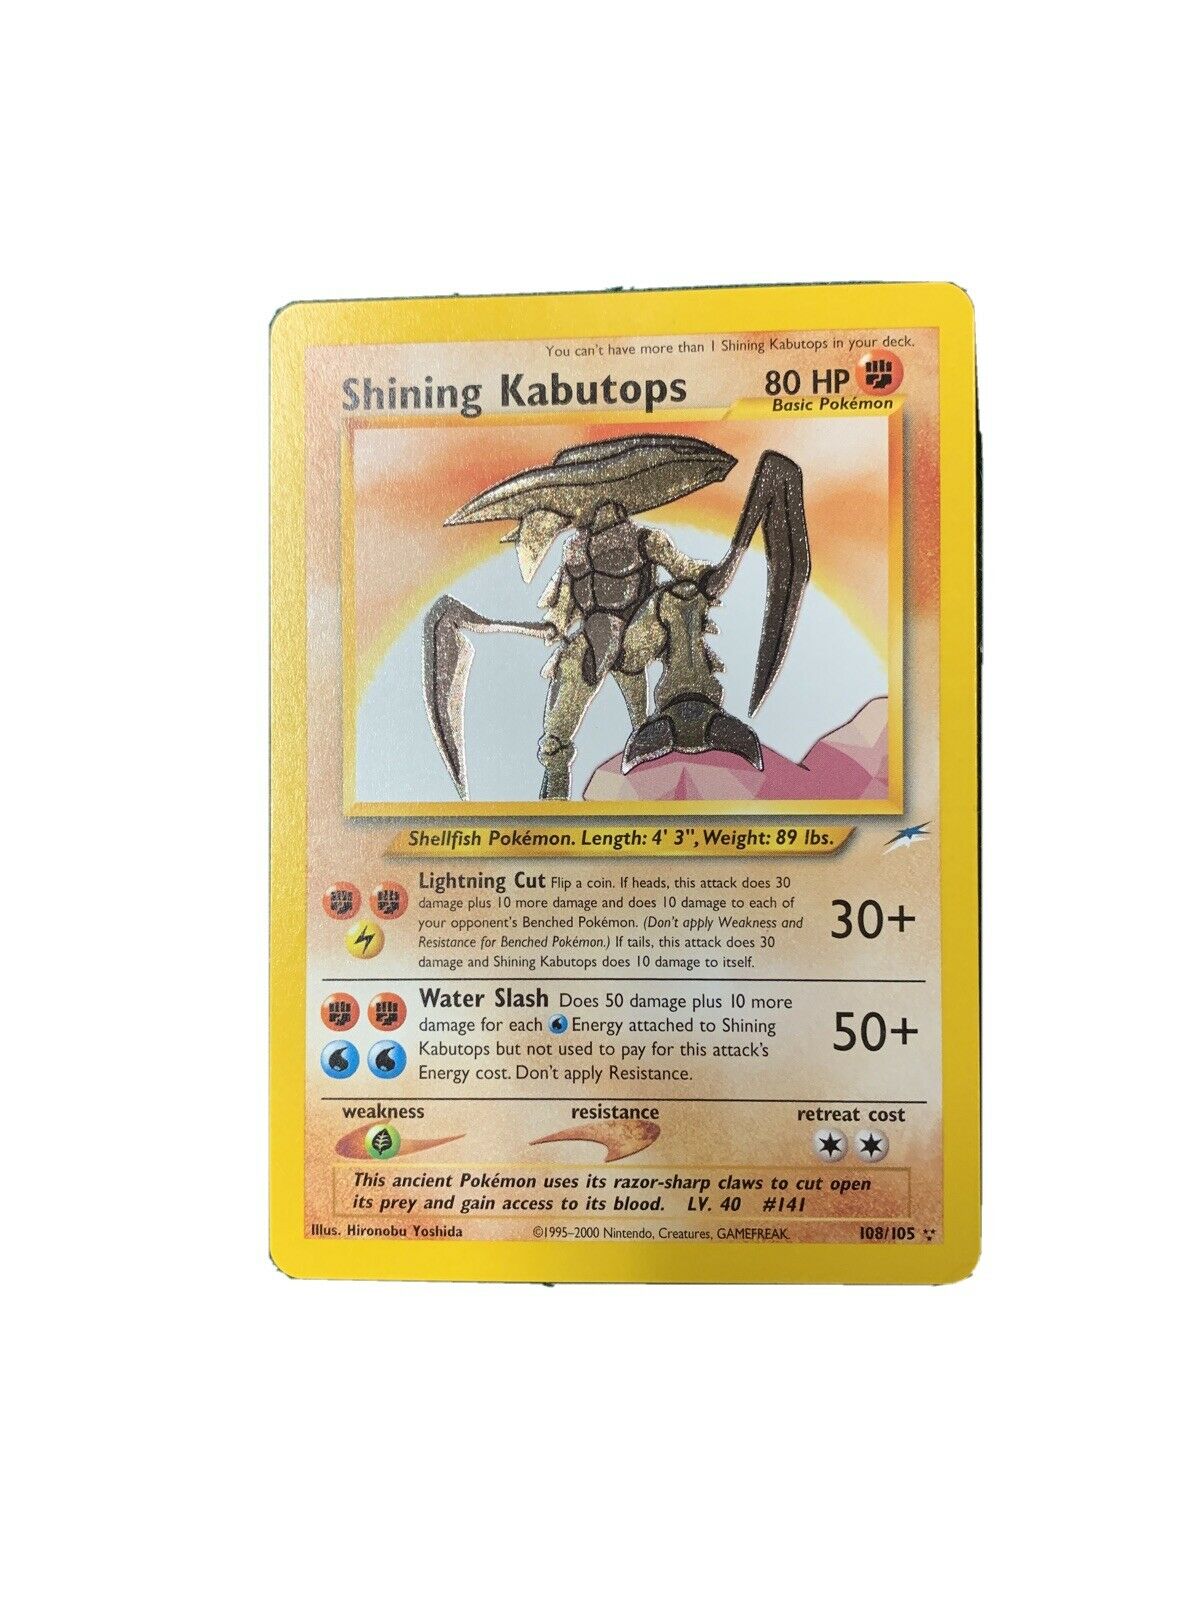 You can't have more than 1 Shining Kabutops in your deck.
Shining Kabutops 80 HP
Basic Pokémon
Shellfish Pokémon. Length: 4' 3", Weight: 89 lbs.
Lightning Cut Flip a coin. If heads, this attack does 30
damage plus 10 more damage and does 10 damage to each of
your opponent's Benched Pokémon. (Don't apply Weakness and
Resistance for Benched Pokémon.) If tails, this attack does 30
damage and Shining Kabutops does 10 damage to itself.
30+
Water Slash Does 50 damage plus 10 more
damage for each Energy attached to Shining
Kabutops but not used to pay for this attack's
Energy cost. Don't apply Resistance.
50+
weakness resistance retreat cost
This ancient Pokémon uses its razor-sharp claws to cut open
its prey and gain access to its blood. LV. 40 #141
Illus. Hironobu Yoshida ©1995–2000 Nintendo, Creatures, GAMEFREAK. 108/105